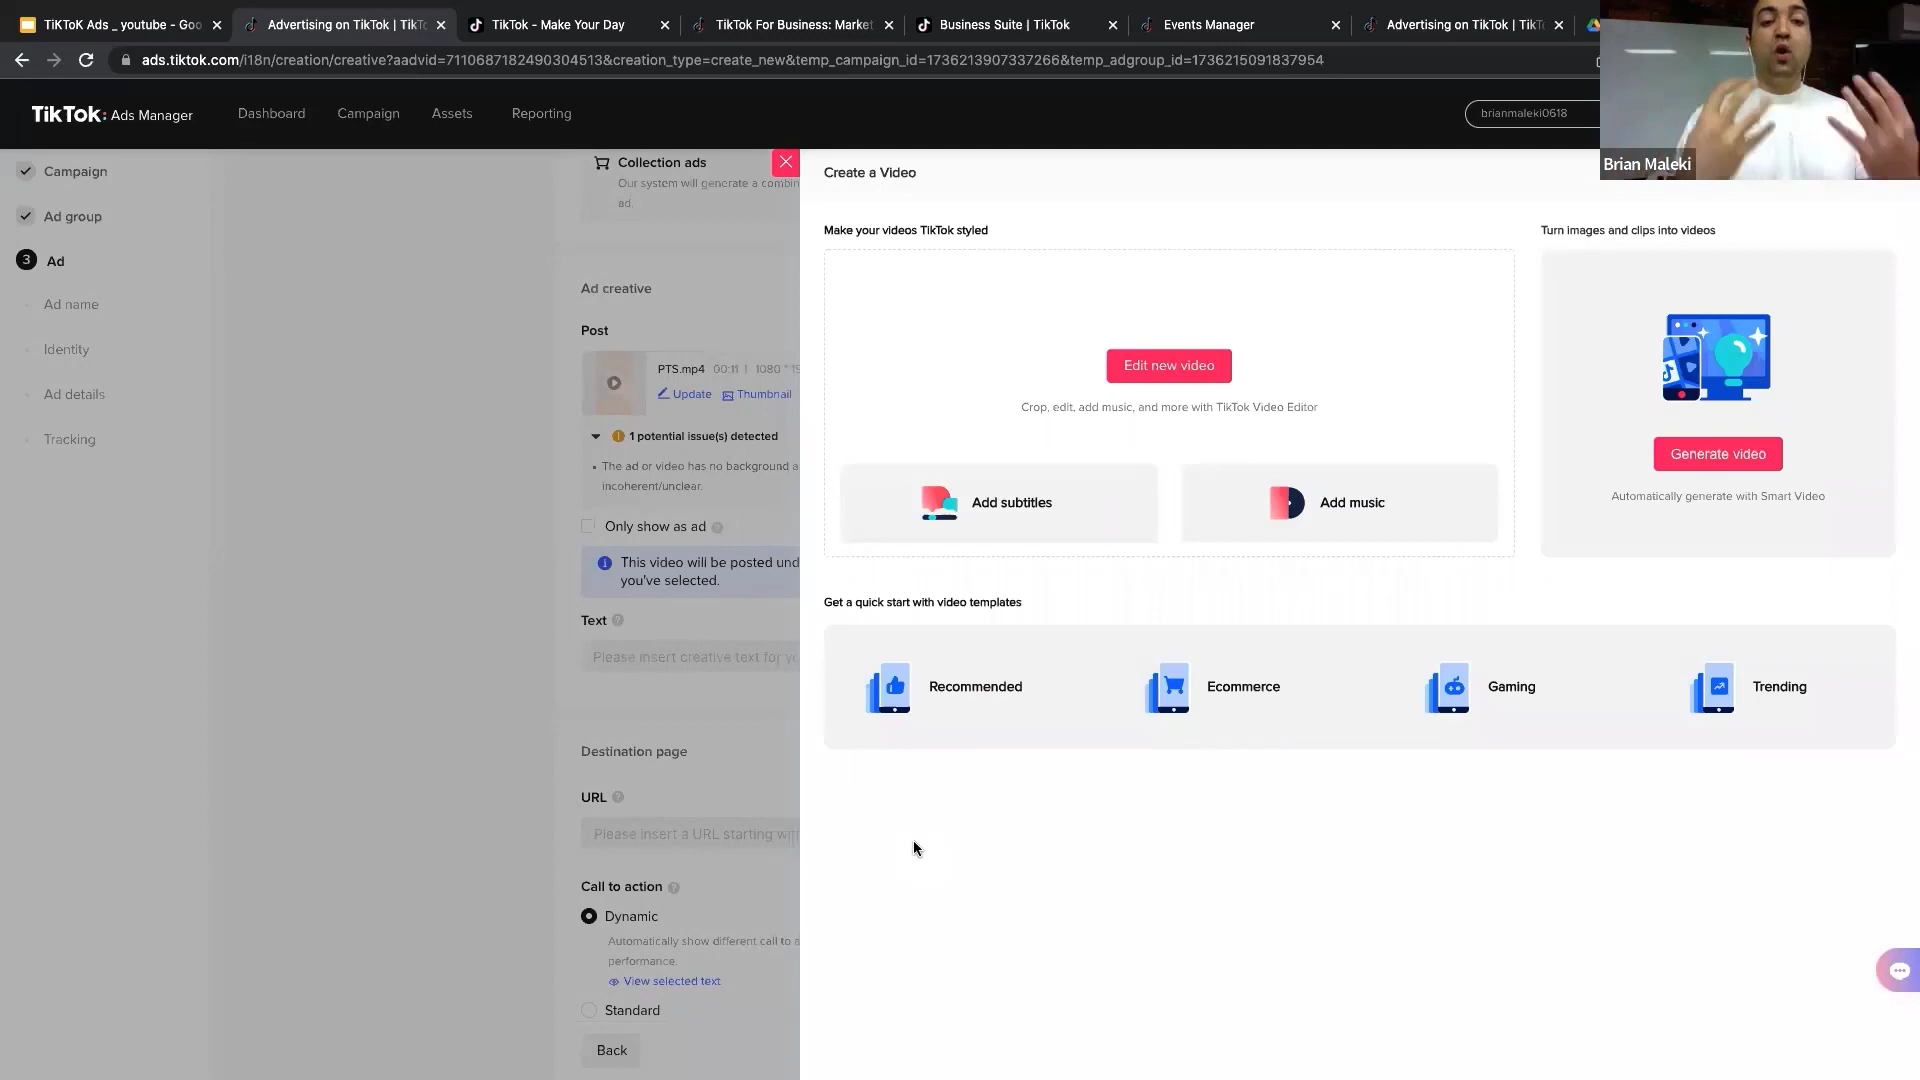 TiKToK Ads _ youtube - Goo
Advertising on TikTok | TikT
TikTok - Make Your Day
TikTok For Business: Market
Business Suite | TikTok
Events Manager
Advertising on TikTok | TikT
ads.tiktok.com/i18n/creation/creative?aadvid=7110687182490304513&creation_type=create_new&temp_campaign_id=1736213907337266&temp_adgroup_id=1736215091837954
TikTok: Ads Manager
Dashboard
Campaign
Assets
Reporting
brianmaleki0618
Brian Maleki
Campaign
Ad group
3 Ad
Ad name
Identity
Ad details
Tracking
Collection ads
Our system will generate a combin
ad.
Ad creative
Post
PTS.mp4 00:11 | 1080 *
Update Thumbnail
1 potential issue(s) detected
The ad or video has no background a
incoherent/unclear.
Only show as ad
This video will be posted und
you've selected.
Text
Please insert creative text for yo
Destination page
URL
Please insert a URL starting wit
Call to action
Dynamic
Automatically show different call to a
performance.
View selected text
Standard
Back
Create a Video
Make your videos TikTok styled
Edit new video
Crop, edit, add music, and more with TikTok Video Editor
Add subtitles
Add music
Turn images and clips into videos
Generate video
Automatically generate with Smart Video
Get a quick start with video templates
Recommended
Ecommerce
Gaming
Trending